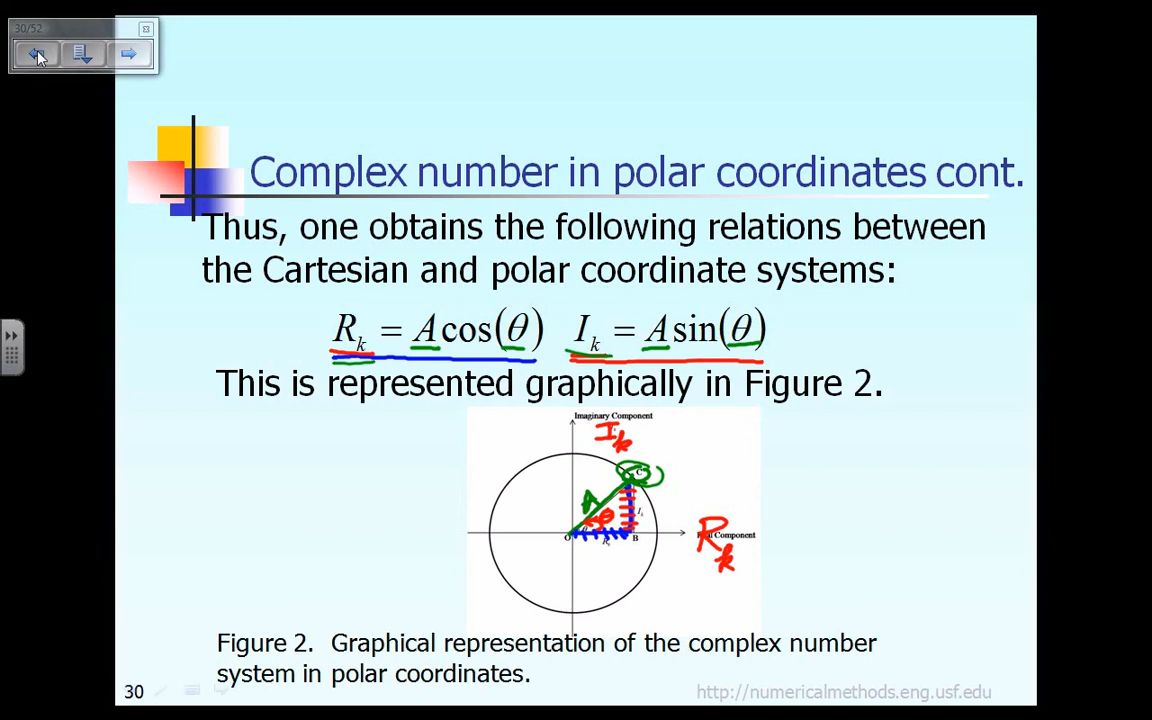 30/52
Complex number in polar coordinates cont.
Thus, one obtains the following relations between
the Cartesian and polar coordinate systems:
R_k = A cos(θ)   I_k = A sin(θ)
This is represented graphically in Figure 2.
Imaginary Component
I_k
C
A
θ
I_k
O
B
R_k
R_k
Component
Figure 2.  Graphical representation of the complex number
system in polar coordinates.
30
http://numericalmethods.eng.usf.edu